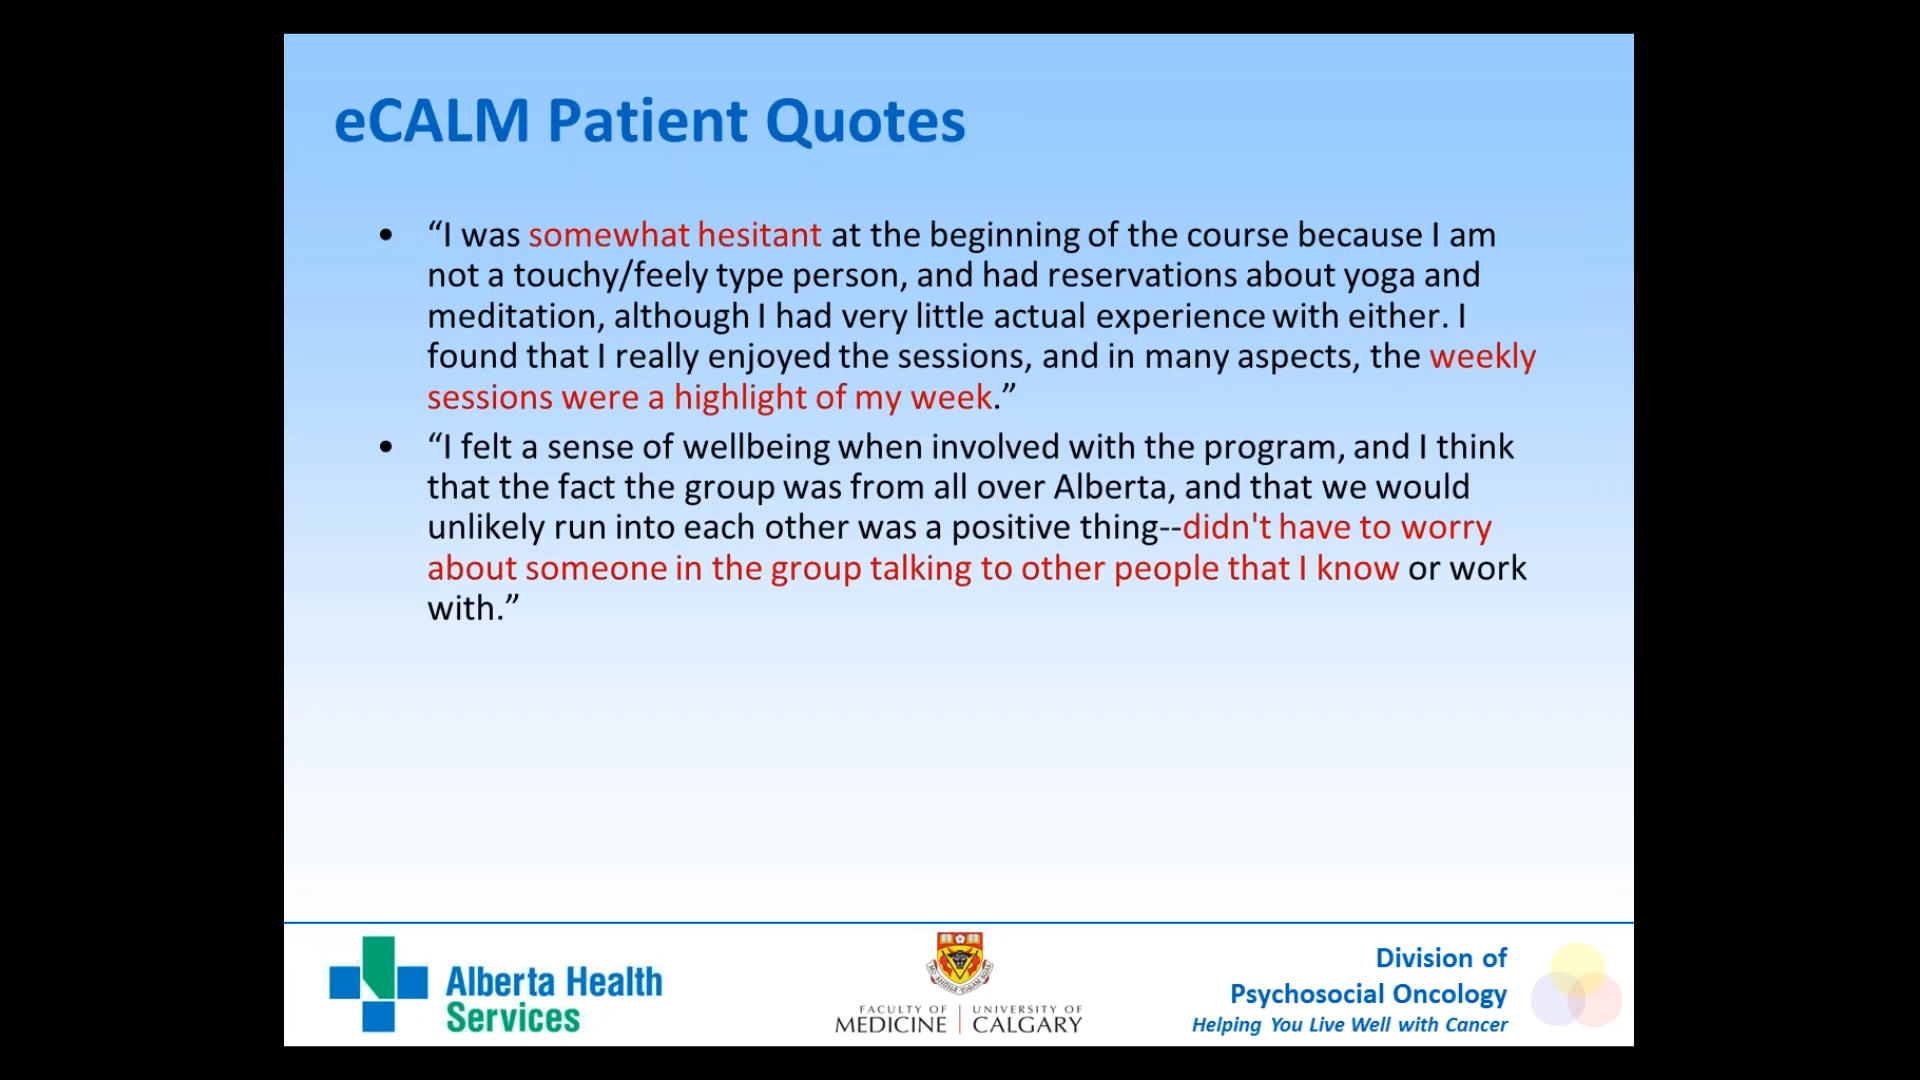 eCALM Patient Quotes
• “I was somewhat hesitant at the beginning of the course because I am
not a touchy/feely type person, and had reservations about yoga and
meditation, although I had very little actual experience with either. I
found that I really enjoyed the sessions, and in many aspects, the weekly
sessions were a highlight of my week.”
• “I felt a sense of wellbeing when involved with the program, and I think
that the fact the group was from all over Alberta, and that we would
unlikely run into each other was a positive thing--didn't have to worry
about someone in the group talking to other people that I know or work
with.”
Alberta Health
Services
FACULTY OF
MEDICINE
UNIVERSITY OF
CALGARY
Division of
Psychosocial Oncology
Helping You Live Well with Cancer